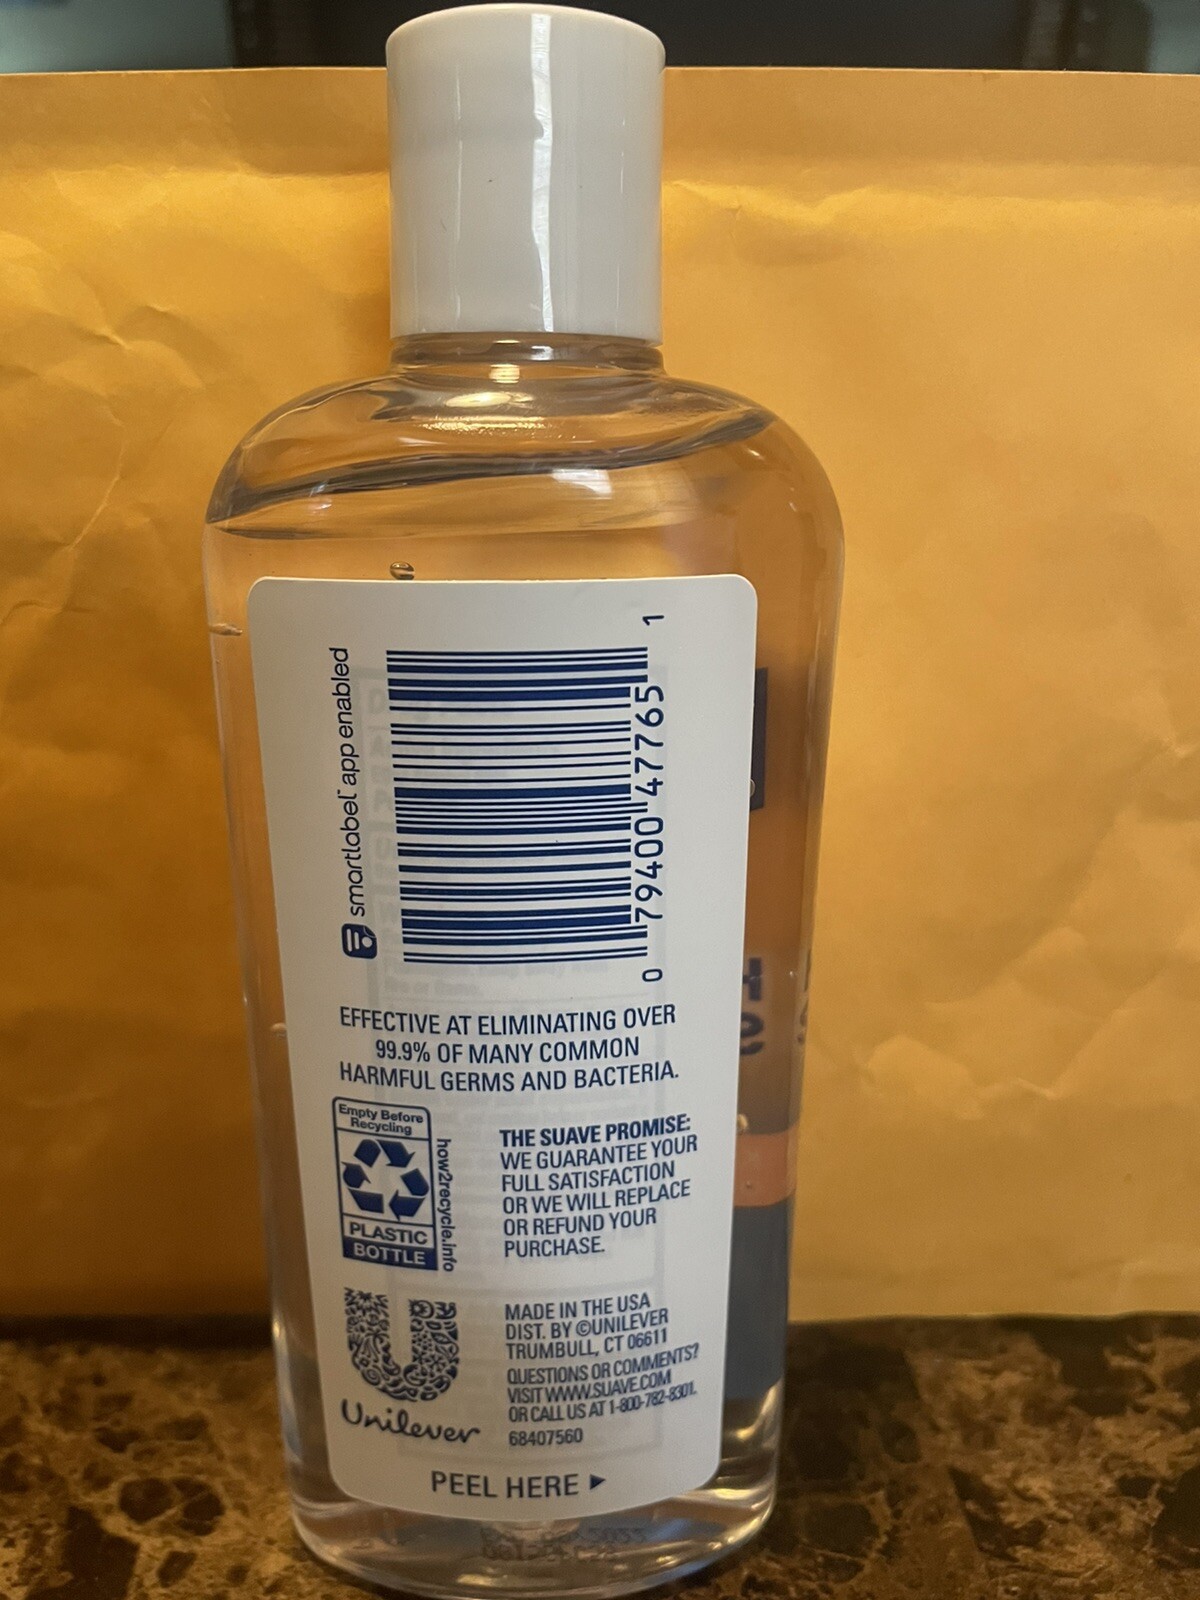 smartlabel™ app enabled
0 79400 47765 1
EFFECTIVE AT ELIMINATING OVER
99.9% OF MANY COMMON
HARMFUL GERMS AND BACTERIA.
Empty Before
Recycling
PLASTIC
BOTTLE
how2recycle.info
THE SUAVE PROMISE:
WE GUARANTEE YOUR
FULL SATISFACTION
OR WE WILL REPLACE
OR REFUND YOUR
PURCHASE.
Unilever
MADE IN THE USA
DIST. BY ©UNILEVER
TRUMBULL, CT 06611
QUESTIONS OR COMMENTS?
VISIT WWW.SUAVE.COM
OR CALL US AT 1-800-782-8301.
68407560
PEEL HERE ►